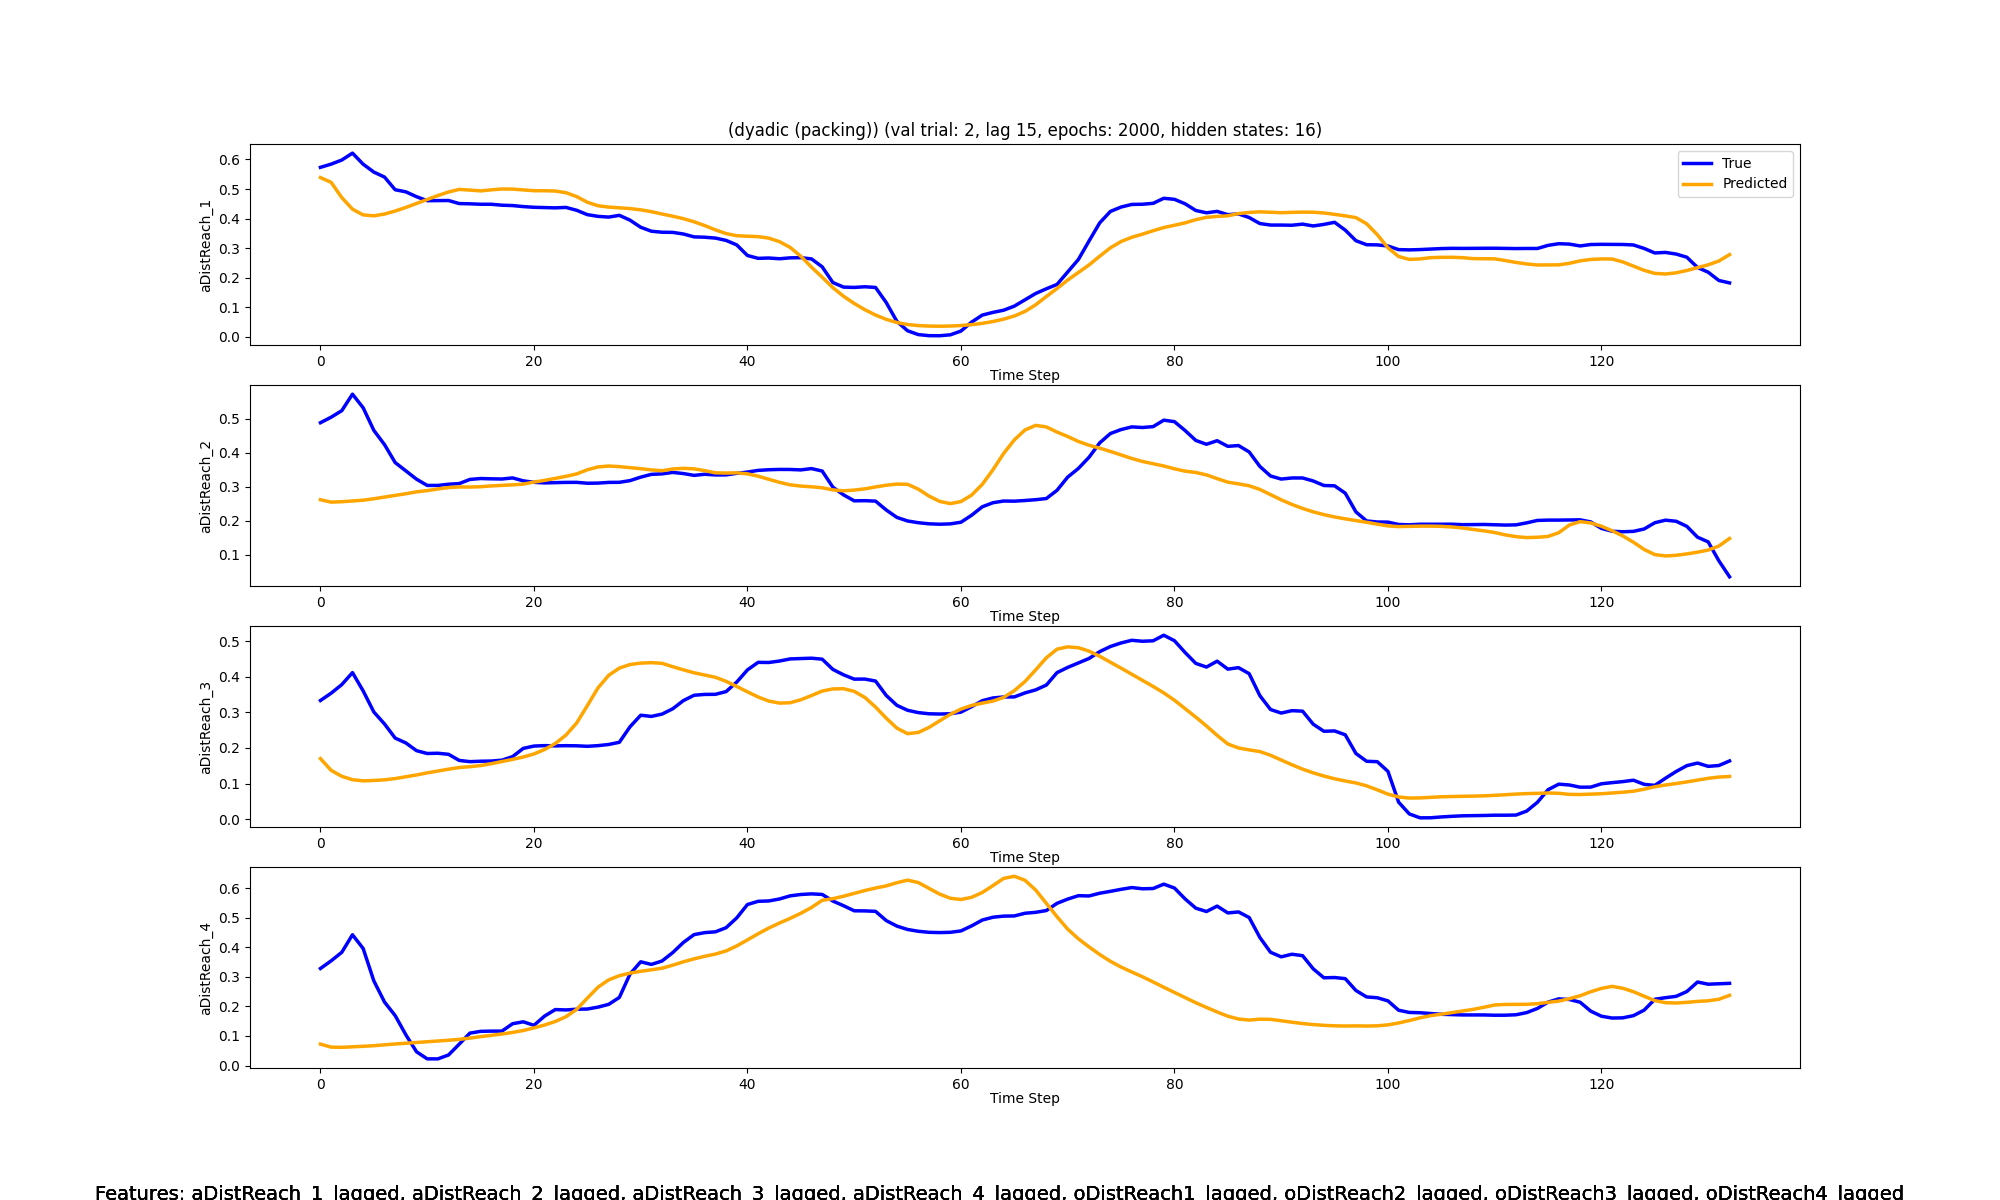 (dyadic (packing)) (val trial: 2, lag 15, epochs: 2000, hidden states: 16)
True
Predicted
aDistReach_1
0.6
0.5
0.4
0.3
0.2
0.1
0.0
0 20 40 60 80 100 120
Time Step
aDistReach_2
0.5
0.4
0.3
0.2
0.1
0 20 40 60 80 100 120
Time Step
aDistReach_3
0.5
0.4
0.3
0.2
0.1
0.0
0 20 40 60 80 100 120
Time Step
aDistReach_4
0.6
0.5
0.4
0.3
0.2
0.1
0.0
0 20 40 60 80 100 120
Time Step
Features: aDistReach_1_lagged, aDistReach_2_lagged, aDistReach_3_lagged, aDistReach_4_lagged, oDistReach1_lagged, oDistReach2_lagged, oDistReach3_lagged, oDistReach4_lagged